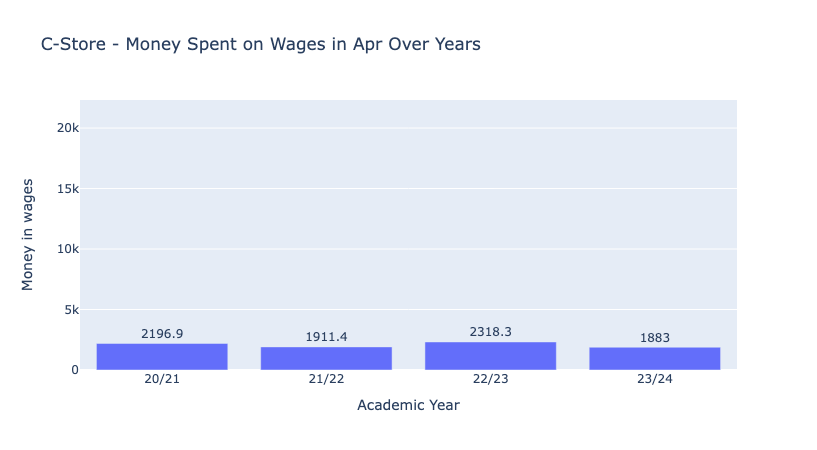 C-Store - Money Spent on Wages in Apr Over Years
Money in wages
20k
15k
10k
5k
0
2196.9
1911.4
2318.3
1883
20/21
21/22
22/23
23/24
Academic Year